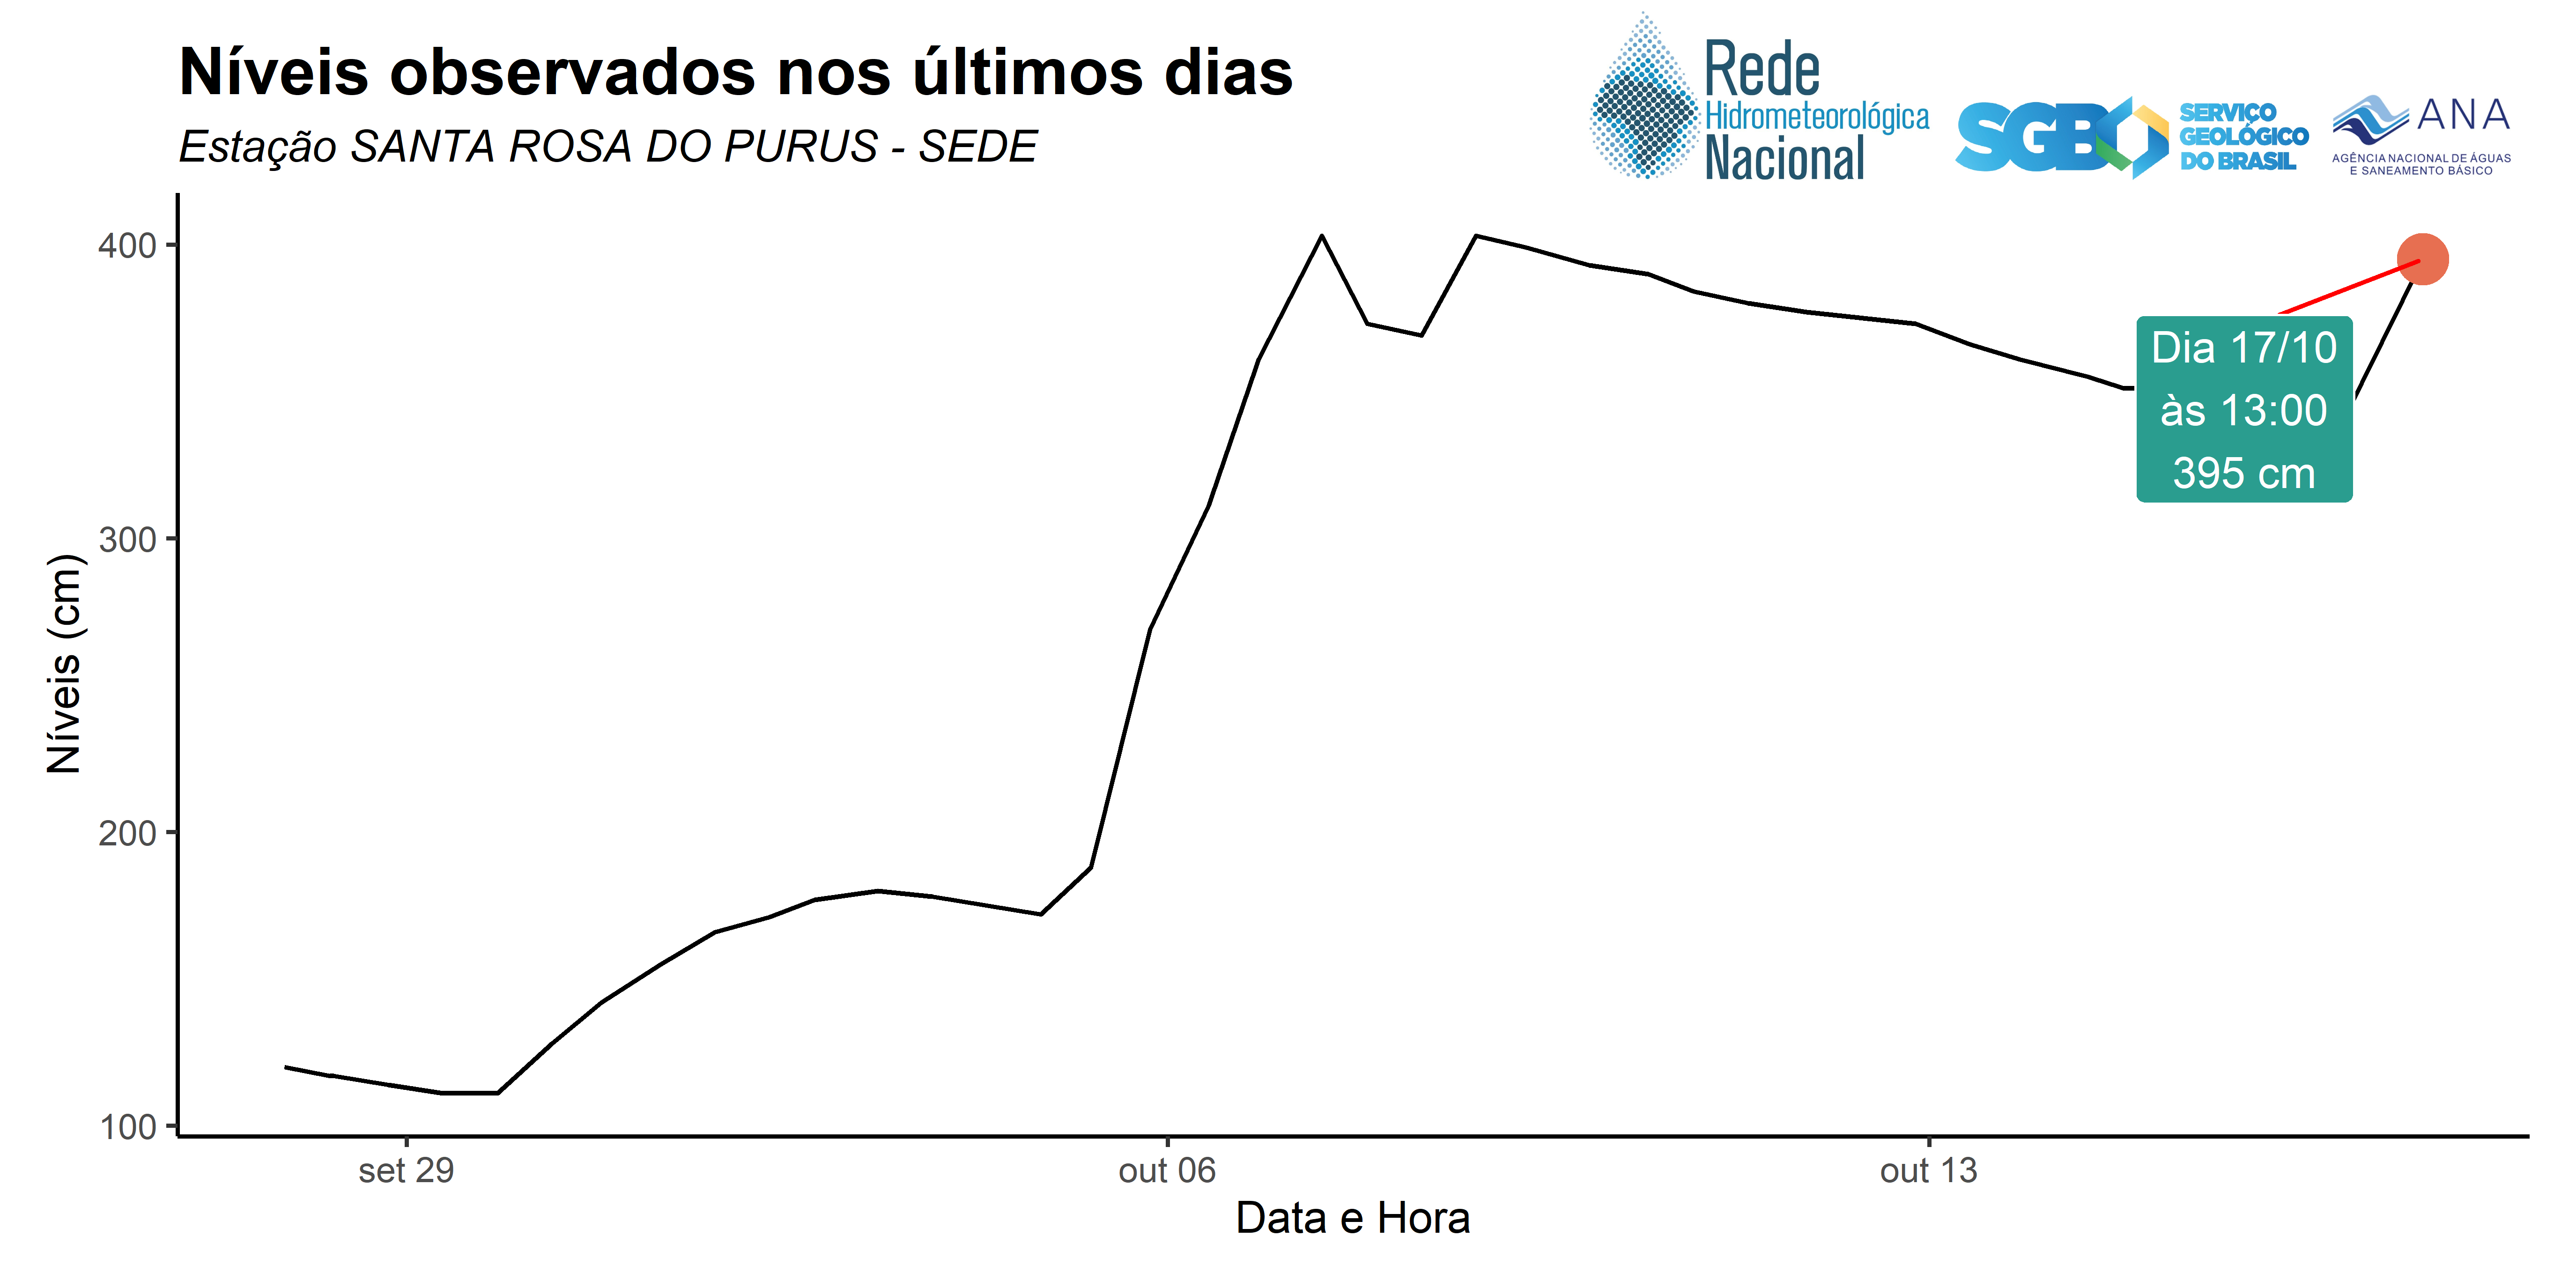 Níveis observados nos últimos dias
Estação SANTA ROSA DO PURUS - SEDE
Rede
Hidrometeorológica
Nacional
SGB
SERVIÇO
GEOLÓGICO
DO BRASIL
ANA
AGÊNCIA NACIONAL DE ÁGUAS
E SANEAMENTO BÁSICO
Níveis (cm)
400
300
200
100
Dia 17/10
às 13:00
395 cm
set 29
out 06
out 13
Data e Hora